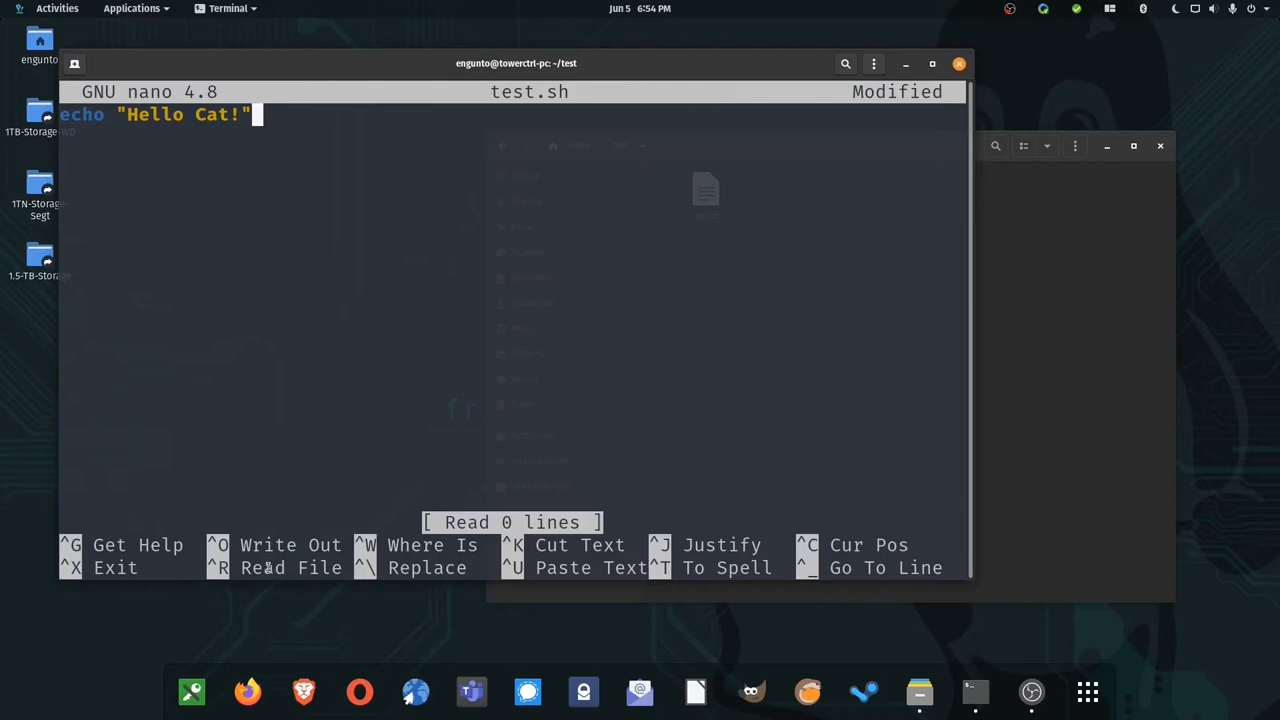 Activities Applications Terminal Jun 5 6:54 PM
engunto
1TB-Storage-WD
1TN-Storage-
Segt
1.5-TB-Storage
engunto@towerctrl-pc: ~/test
GNU nano 4.8 test.sh Modified
echo "Hello Cat!"
[ Read 0 lines ]
^G Get Help ^O Write Out ^W Where Is ^K Cut Text ^J Justify ^C Cur Pos
^X Exit ^R Read File ^\ Replace ^U Paste Text ^T To Spell ^_ Go To Line